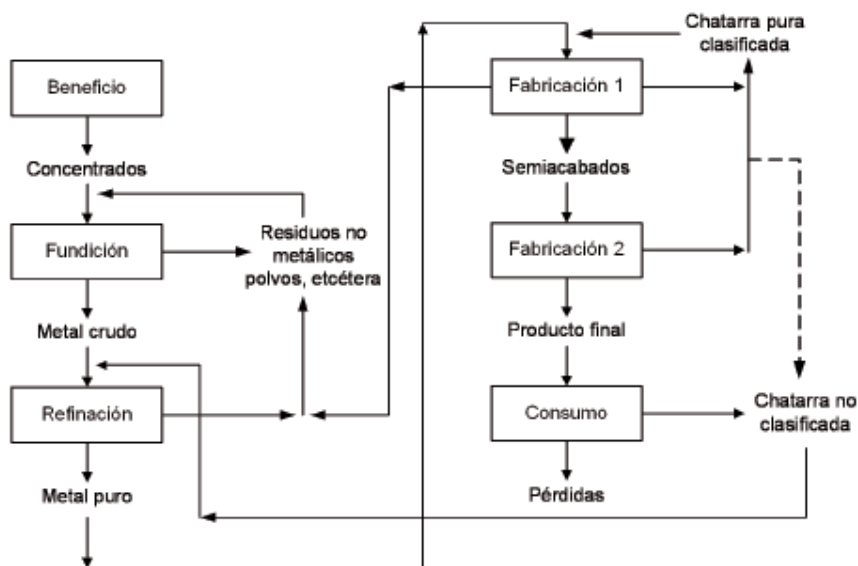 Beneficio
Concentrados
Fundición
Residuos no
metálicos
polvos, etcétera
Metal crudo
Refinación
Metal puro
Chatarra pura
clasificada
Fabricación 1
Semiacabados
Fabricación 2
Producto final
Consumo
Chatarra no
clasificada
Pérdidas